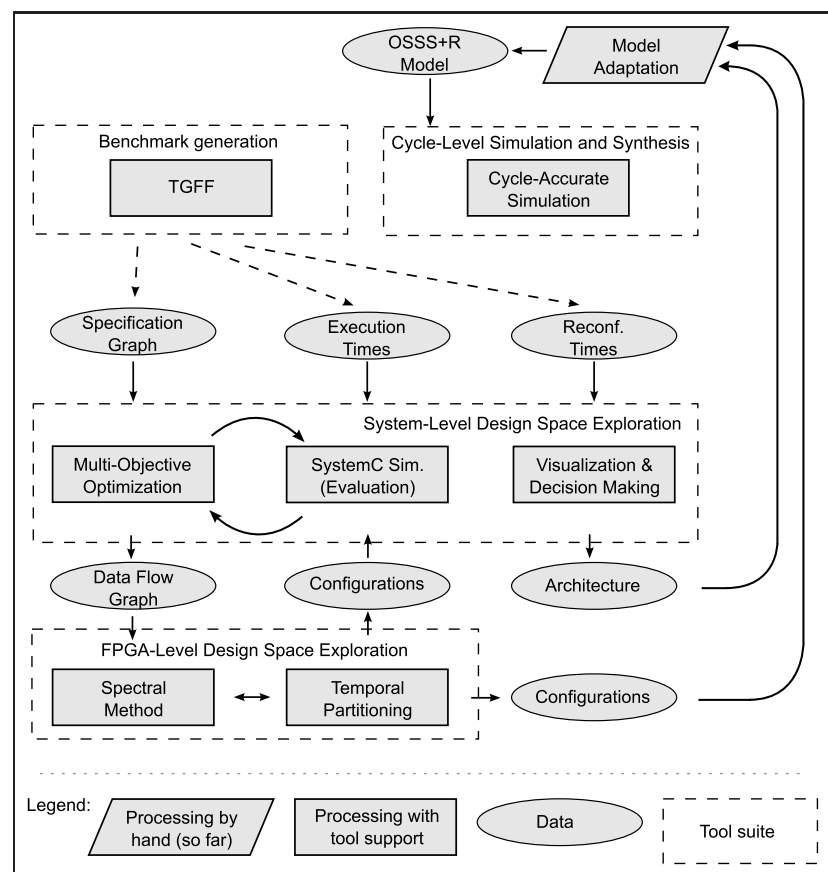 OSSS+R
Model
Model
Adaptation
Benchmark generation
TGFF
Cycle-Level Simulation and Synthesis
Cycle-Accurate
Simulation
Specification
Graph
Execution
Times
Reconf.
Times
System-Level Design Space Exploration
Multi-Objective
Optimization
SystemC Sim.
(Evaluation)
Visualization &
Decision Making
Data Flow
Graph
Configurations
Architecture
FPGA-Level Design Space Exploration
Spectral
Method
Temporal
Partitioning
Configurations
Legend:
Processing by
hand (so far)
Processing with
tool support
Data
Tool suite